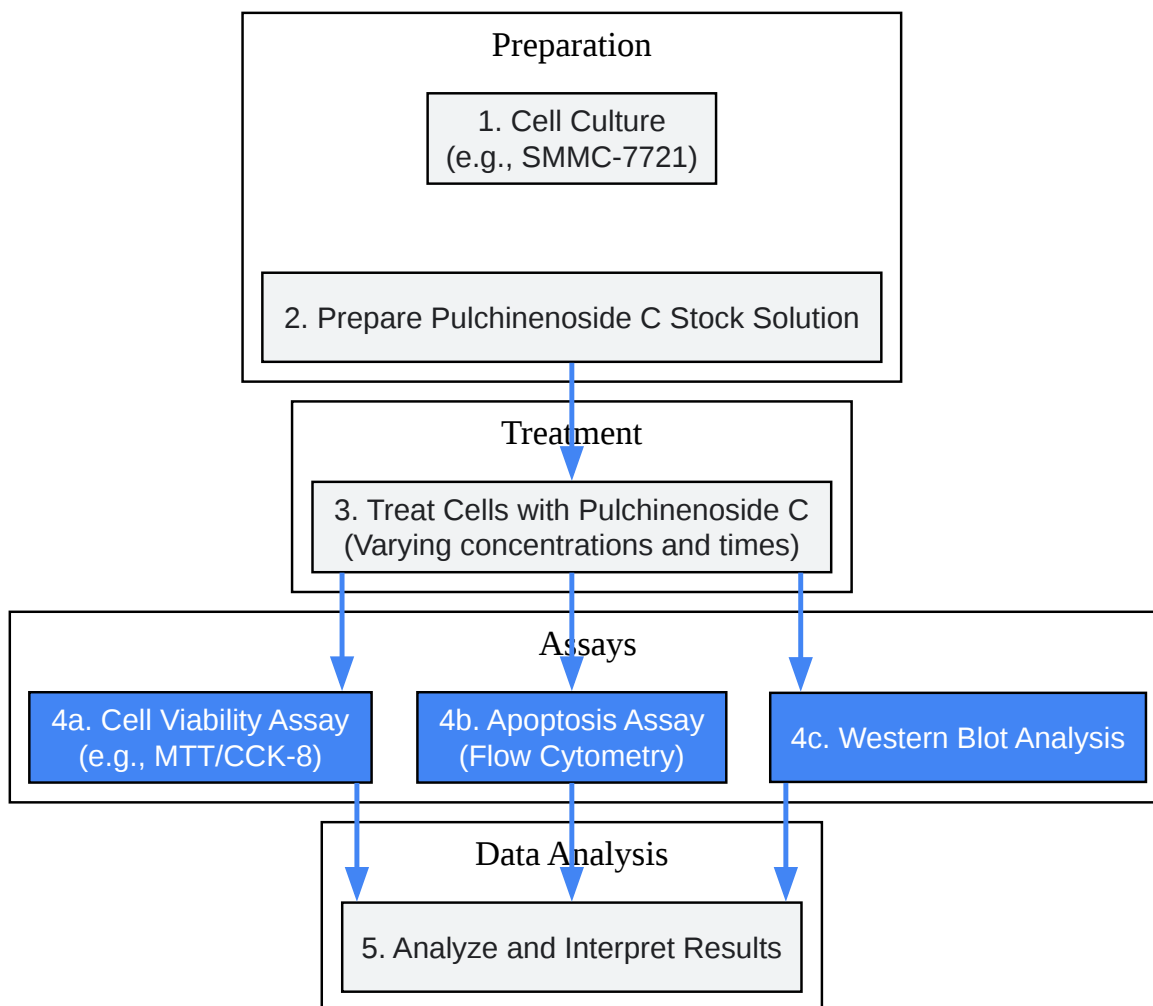 Preparation
1. Cell Culture
(e.g., SMMC-7721)
2. Prepare Pulchinenoside C Stock Solution
Treatment
3. Treat Cells with Pulchinenoside C
(Varying concentrations and times)
Assays
4a. Cell Viability Assay
(e.g., MTT/CCK-8)
4b. Apoptosis Assay
(Flow Cytometry)
4c. Western Blot Analysis
Data Analysis
5. Analyze and Interpret Results